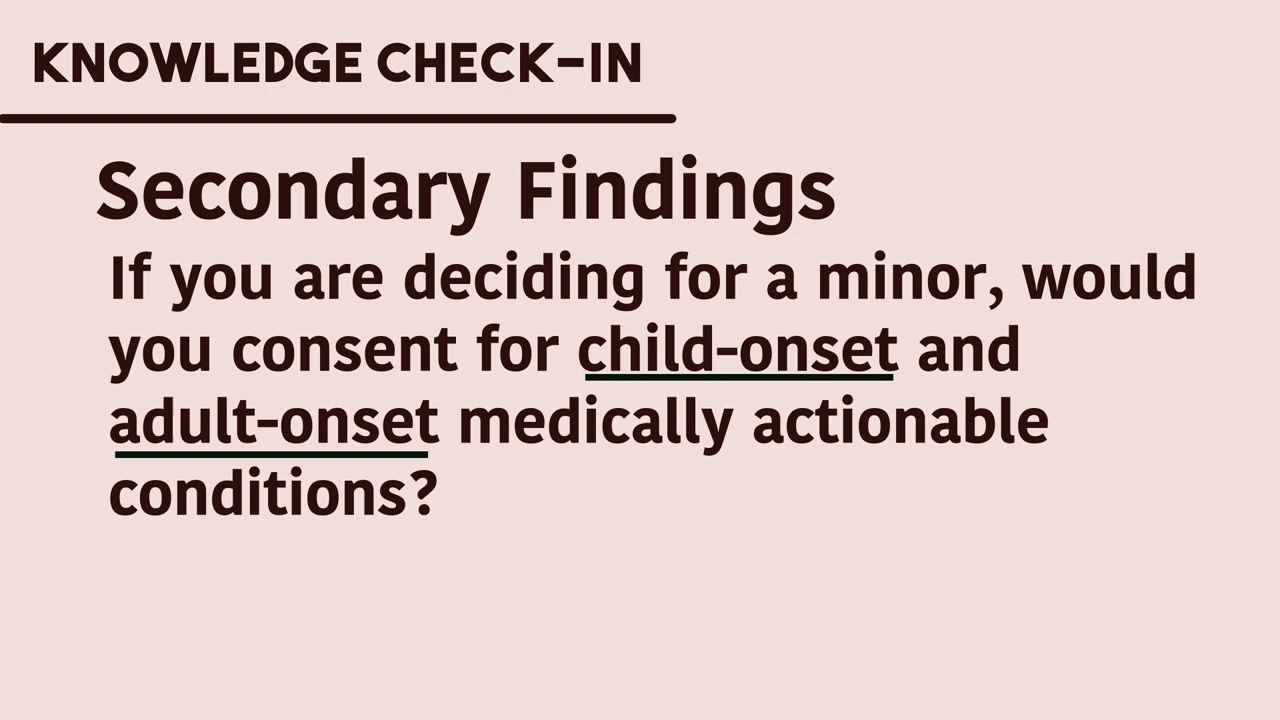 KNOWLEDGE CHECK-IN
Secondary Findings
If you are deciding for a minor, would
you consent for child-onset and
adult-onset medically actionable
conditions?